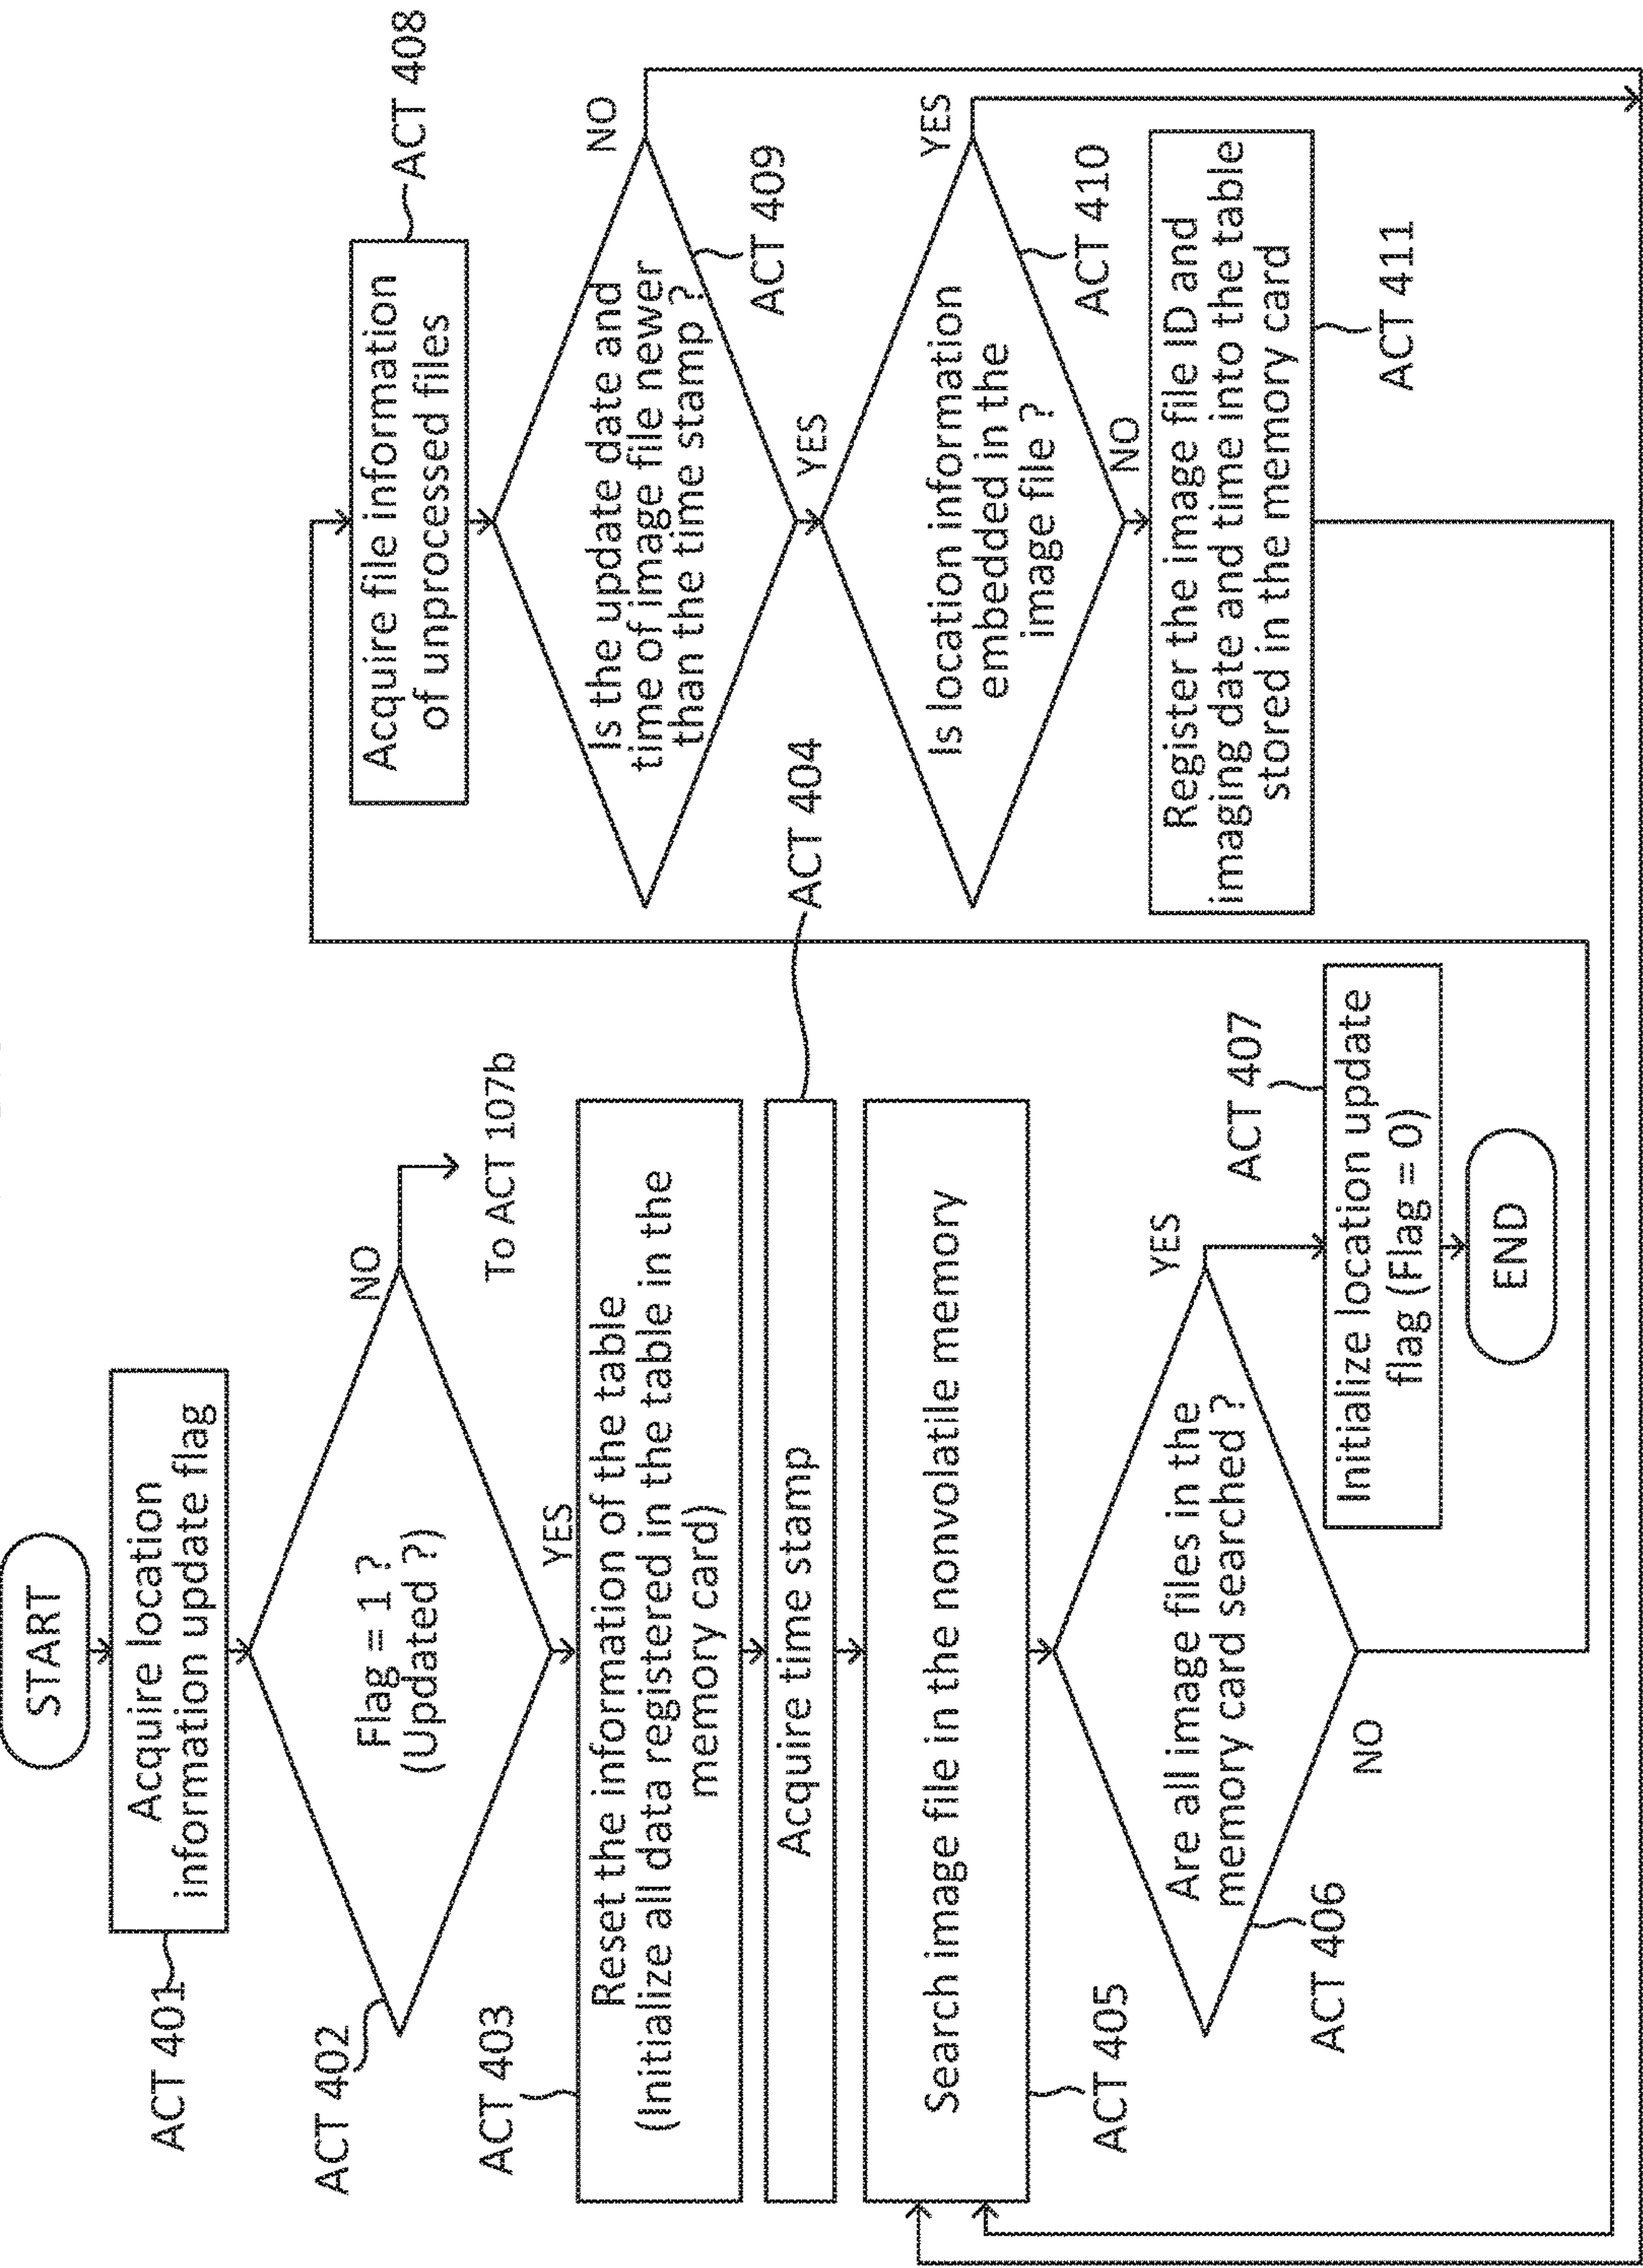 START
Acquire location
information update flag
ACT 401
Flag = 1 ?
(Updated ?)
ACT 402
NO
To ACT 107b
YES
Reset the information of the table
(Initialize all data registered in the table in the
memory card)
ACT 403
Acquire time stamp
ACT 404
Search image file in the nonvolatile memory
ACT 405
Are all image files in the
memory card searched ?
ACT 406
YES
NO
Initialize location update
flag (Flag = 0)
ACT 407
END
Acquire file information
of unprocessed files
ACT 408
Is the update date and
time of image file newer
than the time stamp ?
ACT 409
NO
YES
Is location information
embedded in the
image file ?
ACT 410
YES
NO
Register the image file ID and
imaging date and time into the table
stored in the memory card
ACT 411